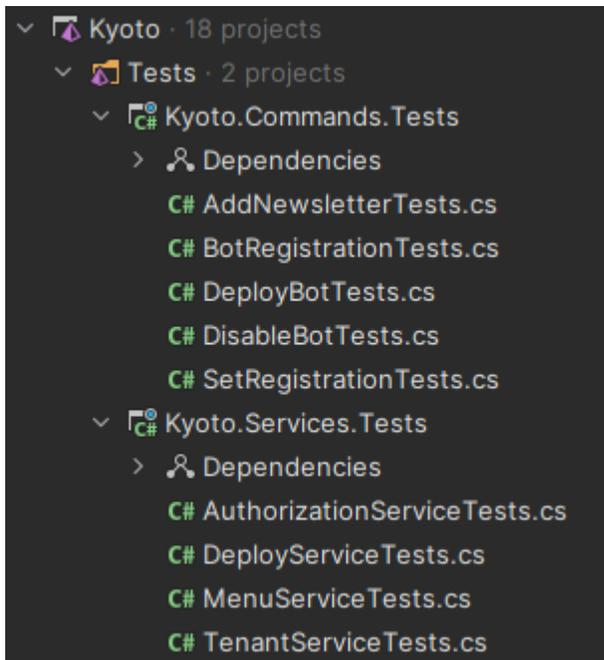 Kyoto · 18 projects
Tests · 2 projects
C# Kyoto.Commands.Tests
Dependencies
C# AddNewsletterTests.cs
C# BotRegistrationTests.cs
C# DeployBotTests.cs
C# DisableBotTests.cs
C# SetRegistrationTests.cs
C# Kyoto.Services.Tests
Dependencies
C# AuthorizationServiceTests.cs
C# DeployServiceTests.cs
C# MenuServiceTests.cs
C# TenantServiceTests.cs